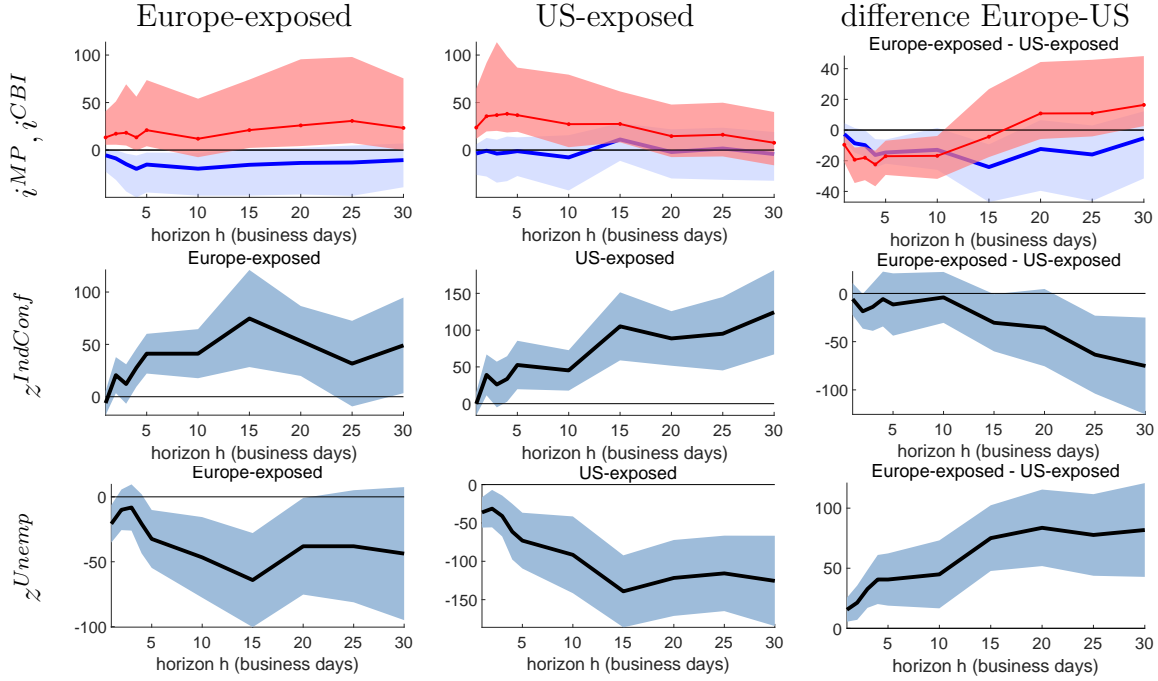 Europe-exposed
US-exposed
difference Europe-US
Europe-exposed - US-exposed
i^{MP}, i^{CBI}
100
50
0
5 10 15 20 25 30
horizon h (business days)
100
50
0
5 10 15 20 25 30
horizon h (business days)
40
20
0
-20
-40
5 10 15 20 25 30
horizon h (business days)
z^{IndConf}
Europe-exposed
100
50
0
5 10 15 20 25 30
horizon h (business days)
US-exposed
150
100
50
0
5 10 15 20 25 30
horizon h (business days)
Europe-exposed - US-exposed
0
-50
-100
5 10 15 20 25 30
horizon h (business days)
z^{Unemp}
Europe-exposed
0
-50
-100
5 10 15 20 25 30
horizon h (business days)
US-exposed
0
-50
-100
-150
5 10 15 20 25 30
horizon h (business days)
Europe-exposed - US-exposed
100
50
0
5 10 15 20 25 30
horizon h (business days)